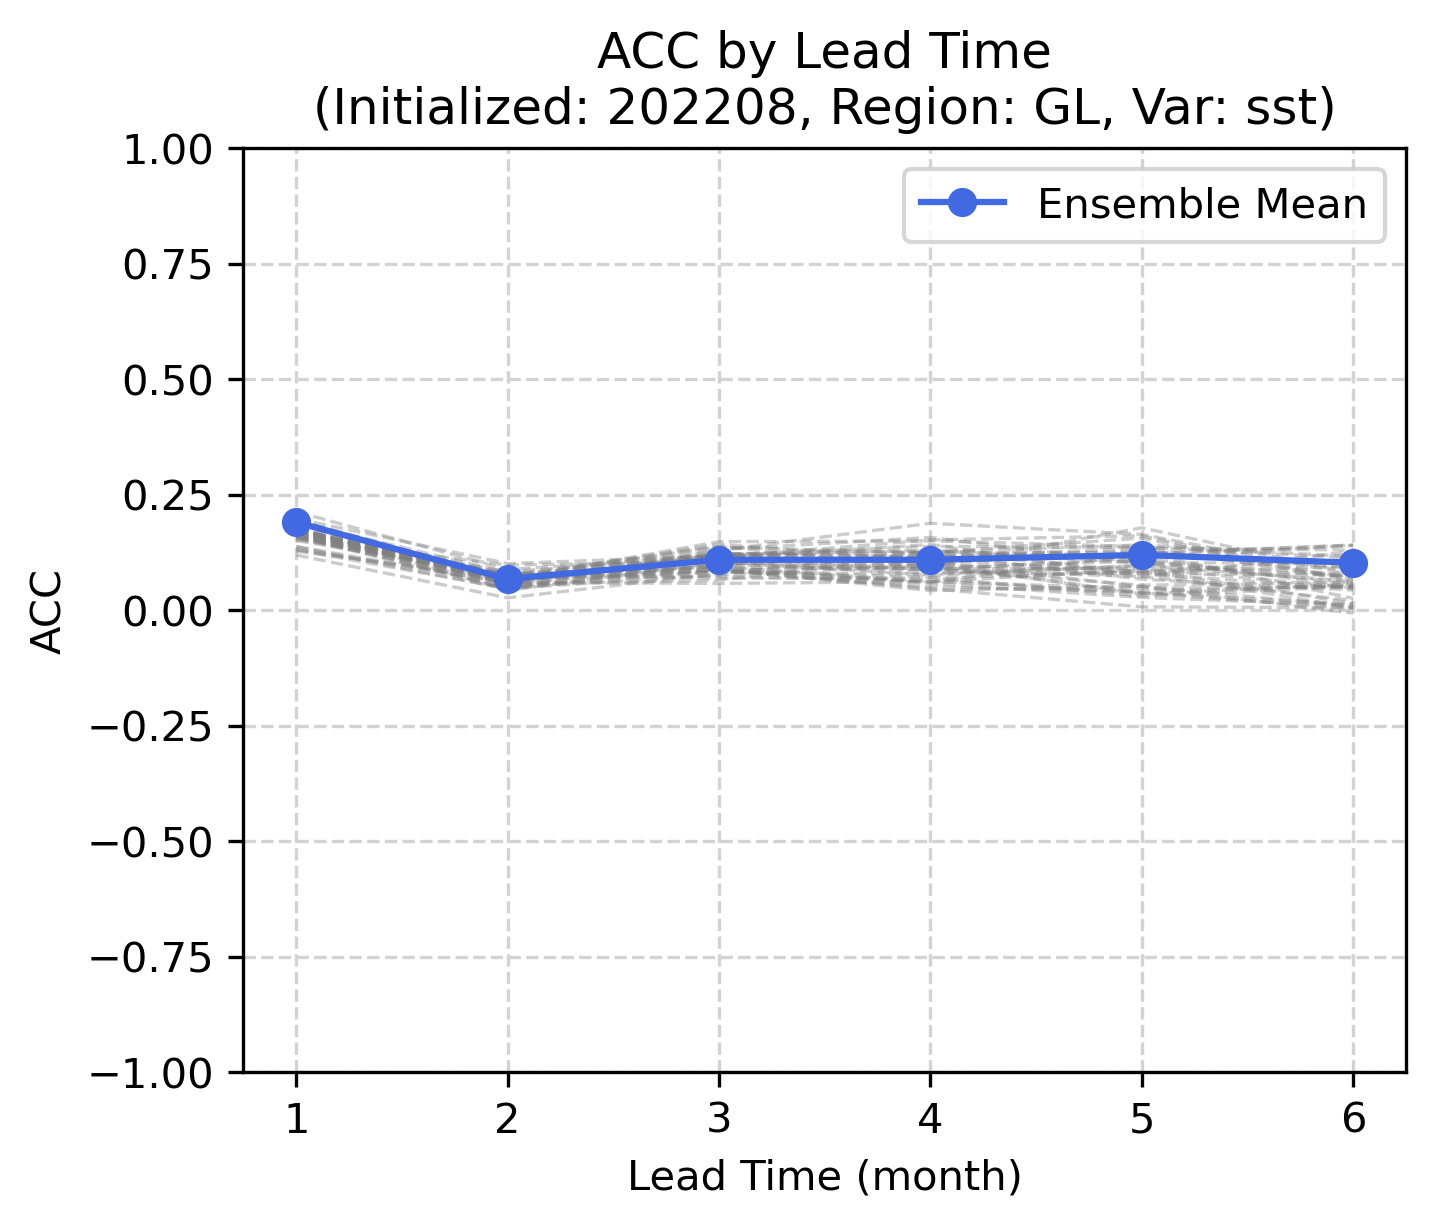 ACC by Lead Time
(Initialized: 202208, Region: GL, Var: sst)
Ensemble Mean
1.00
0.75
0.50
0.25
0.00
−0.25
−0.50
−0.75
−1.00
ACC
1 2 3 4 5 6
Lead Time (month)